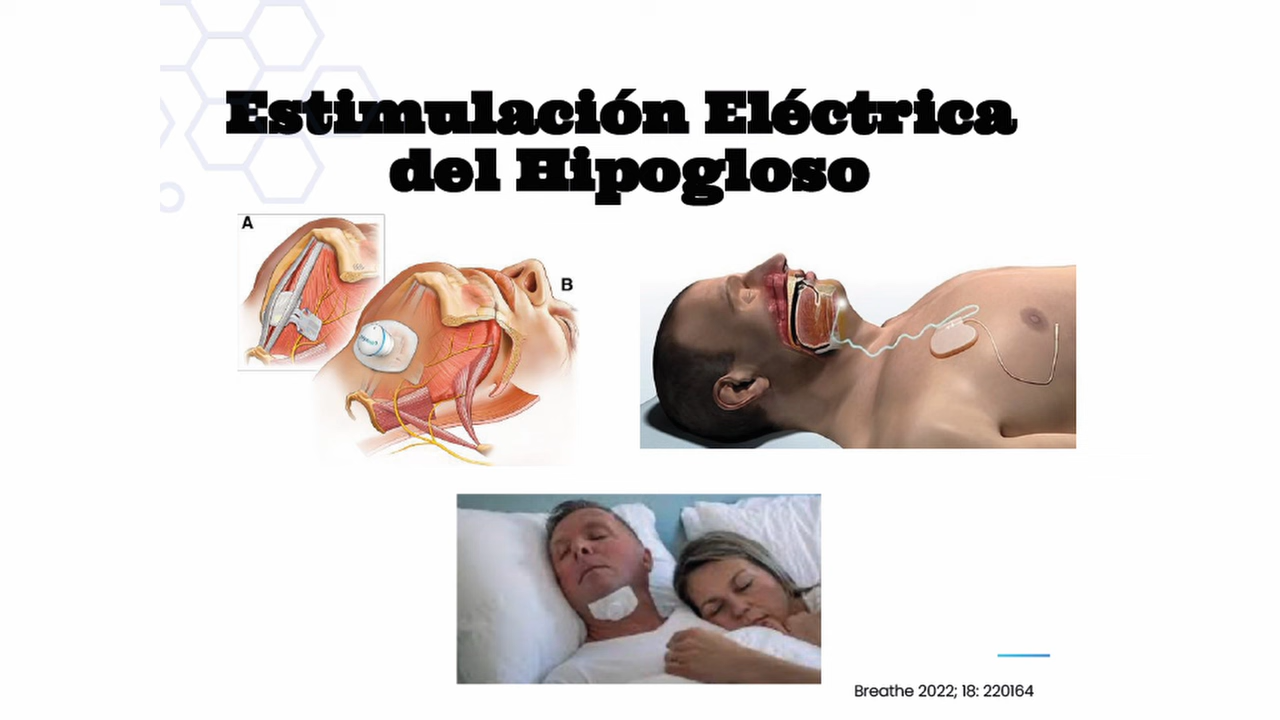 Estimulación Eléctrica
del Hipogloso
A
B
Breathe 2022; 18: 220164